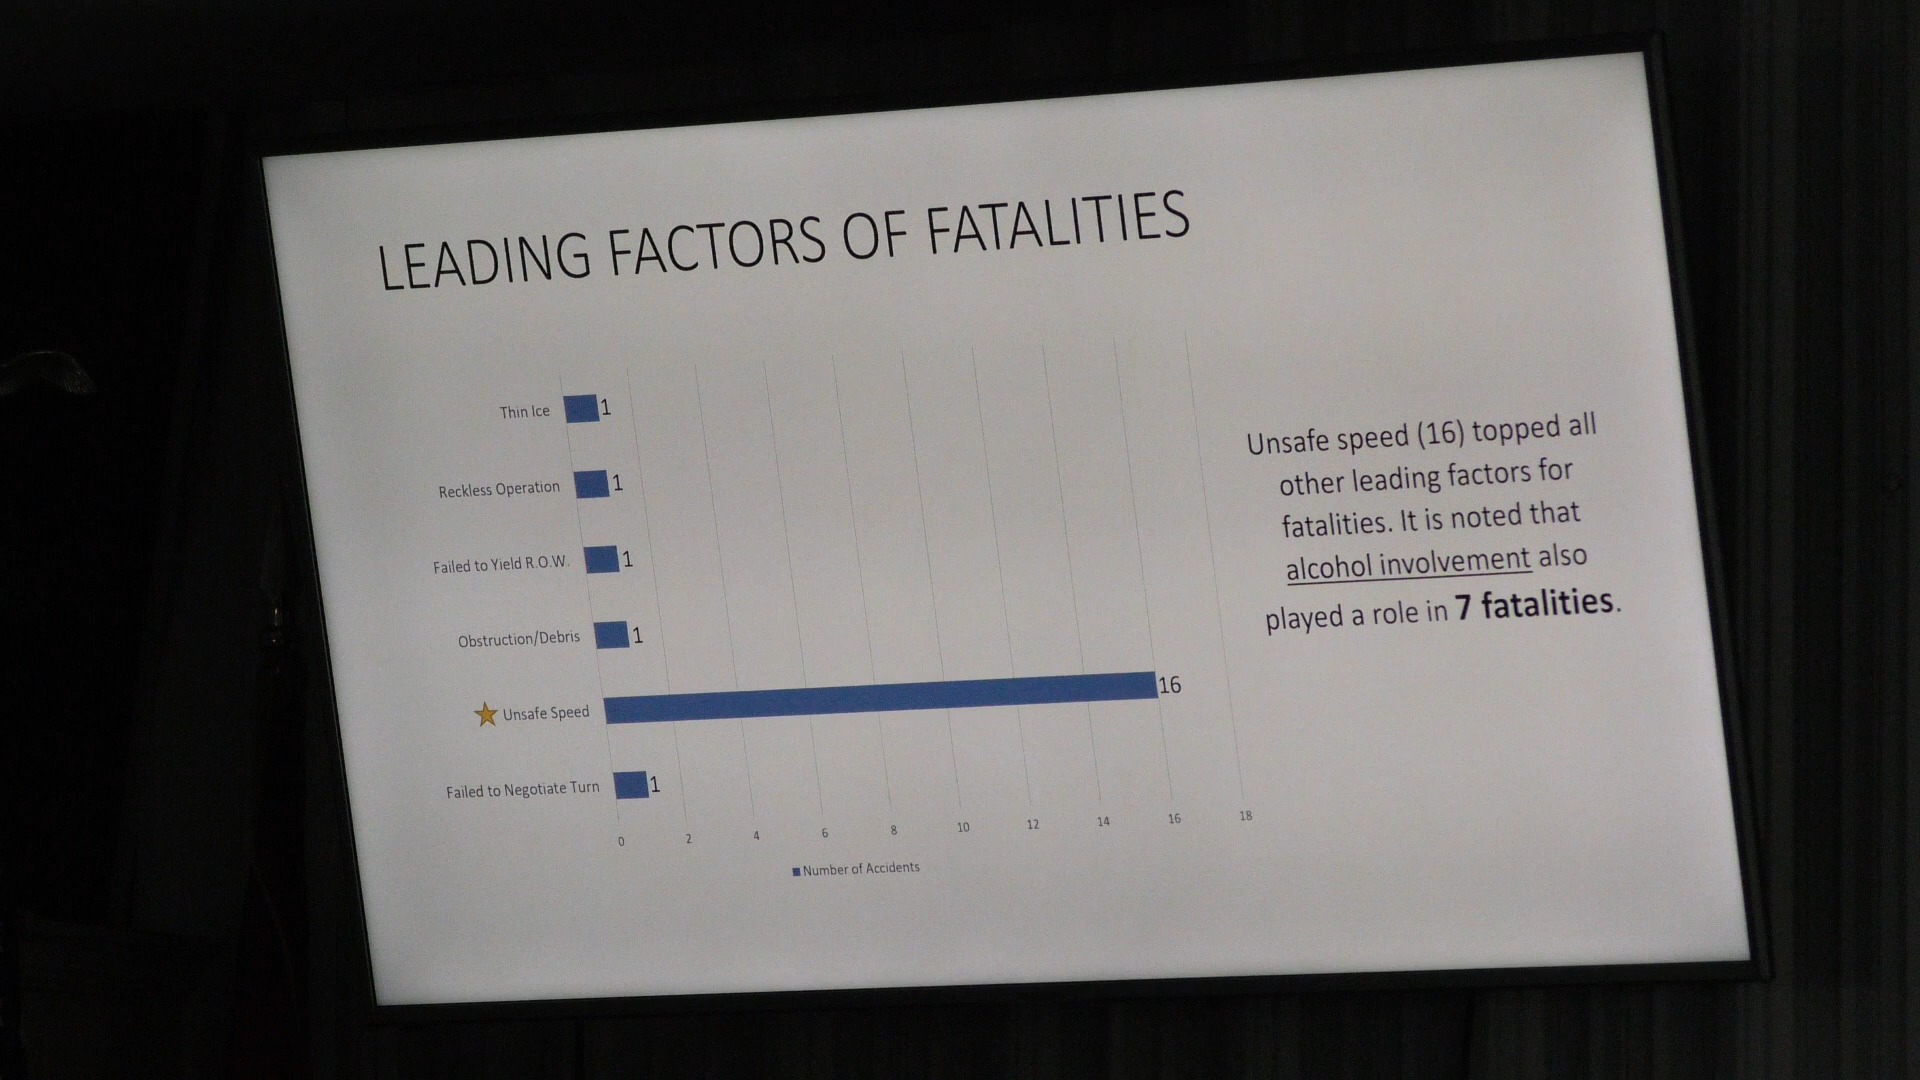 LEADING FACTORS OF FATALITIES
Thin Ice 1
Reckless Operation 1
Failed to Yield R.O.W. 1
Obstruction/Debris 1
Unsafe Speed 16
Failed to Negotiate Turn 1
0 2 4 6 8 10 12 14 16 18
Number of Accidents
Unsafe speed (16) topped all
other leading factors for
fatalities. It is noted that
alcohol involvement also
played a role in 7 fatalities.